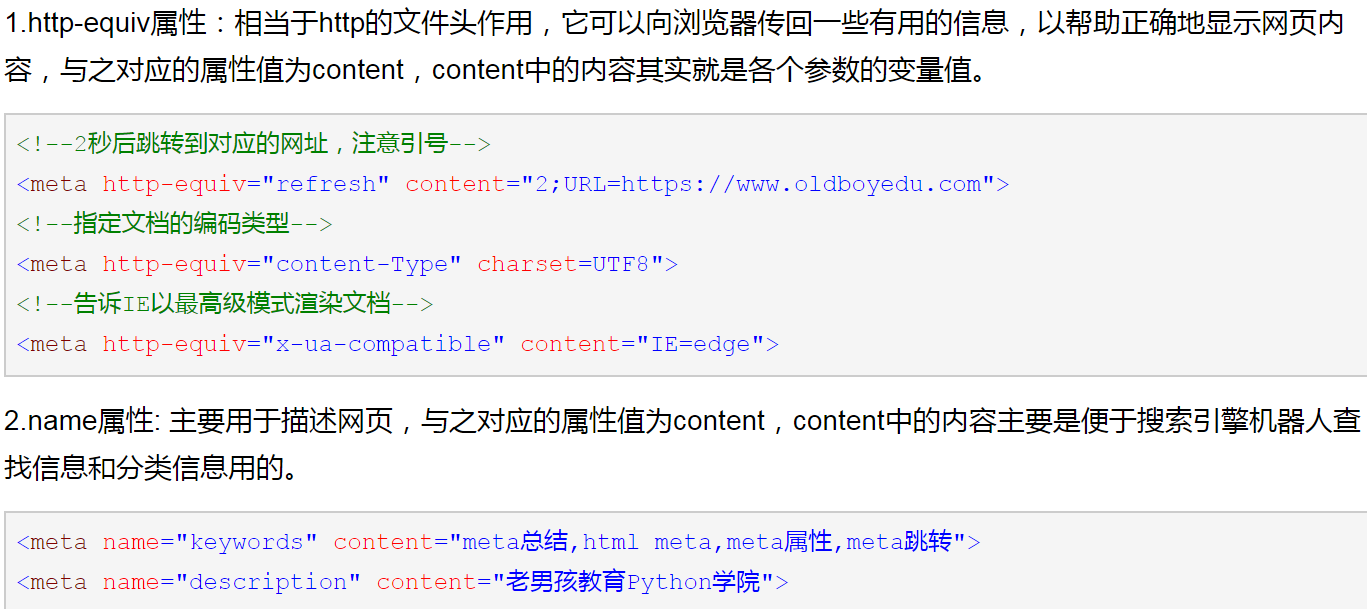 1.http-equiv属性：相当于http的文件头作用，它可以向浏览器传回一些有用的信息，以帮助正确地显示网页内
容，与之对应的属性值为content，content中的内容其实就是各个参数的变量值。
<!--2秒后跳转到对应的网址，注意引号-->
<meta http-equiv="refresh" content="2;URL=https://www.oldboyedu.com">
<!--指定文档的编码类型-->
<meta http-equiv="content-Type" charset=UTF8">
<!--告诉IE以最高级模式渲染文档-->
<meta http-equiv="x-ua-compatible" content="IE=edge">
2.name属性: 主要用于描述网页，与之对应的属性值为content，content中的内容主要是便于搜索引擎机器人查
找信息和分类信息用的。
<meta name="keywords" content="meta总结,html meta,meta属性,meta跳转">
<meta name="description" content="老男孩教育Python学院">